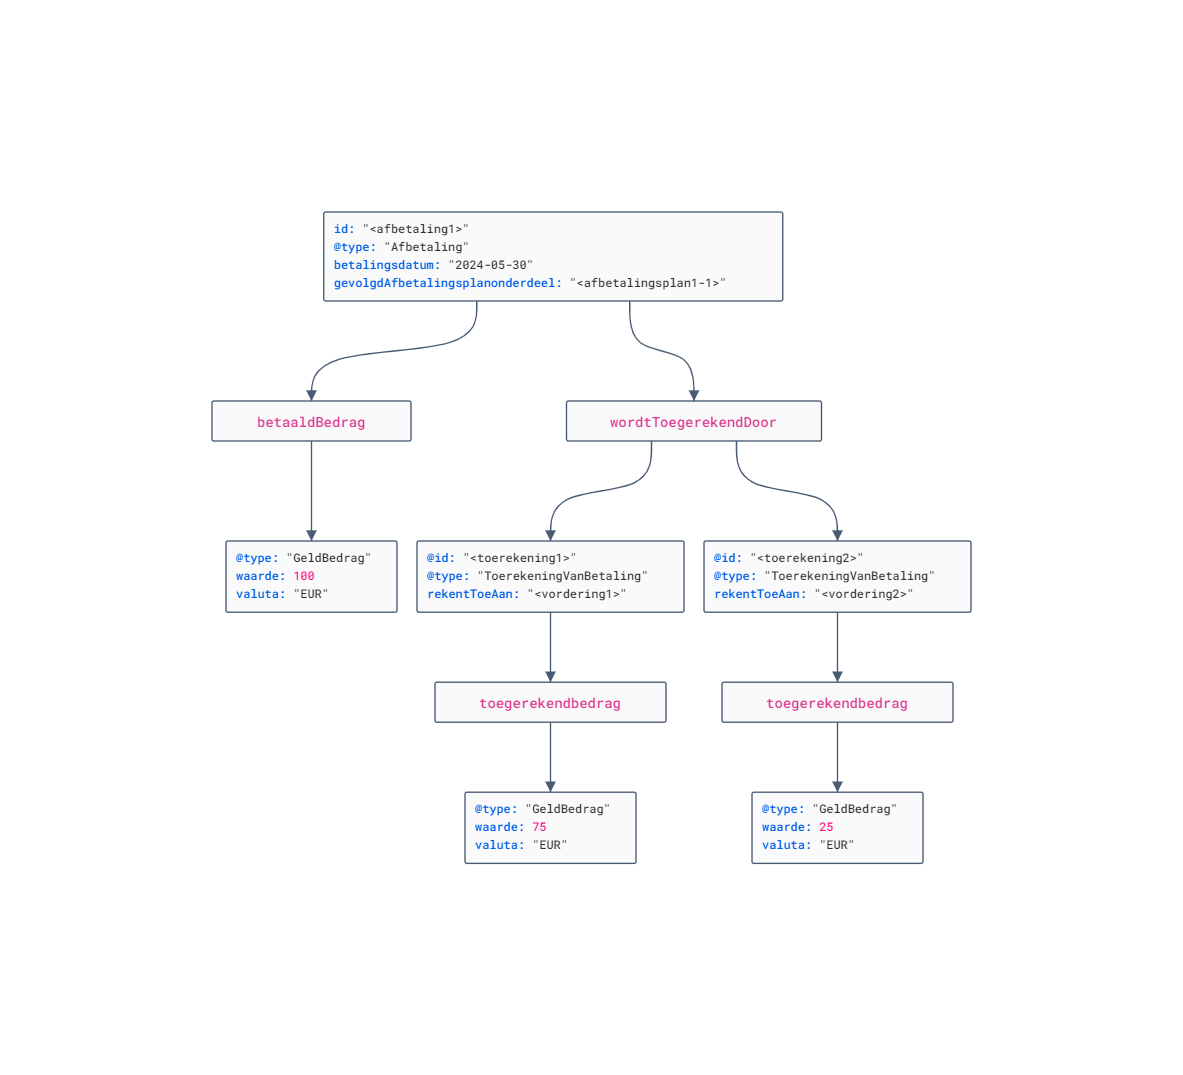 id: "<afbetaling1>"
@type: "Afbetaling"
betalingsdatum: "2024-05-30"
gevolgdAfbetalingsplanonderdeel: "<afbetalingsplan1-1>"
betaaldBedrag
wordtToegerekendDoor
@type: "GeldBedrag"
waarde: 100
valuta: "EUR"
@id: "<toerekening1>"
@type: "ToerekeningVanBetaling"
rekentToeAan: "<vordering1>"
@id: "<toerekening2>"
@type: "ToerekeningVanBetaling"
rekentToeAan: "<vordering2>"
toegerekendbedrag
toegerekendbedrag
@type: "GeldBedrag"
waarde: 75
valuta: "EUR"
@type: "GeldBedrag"
waarde: 25
valuta: "EUR"